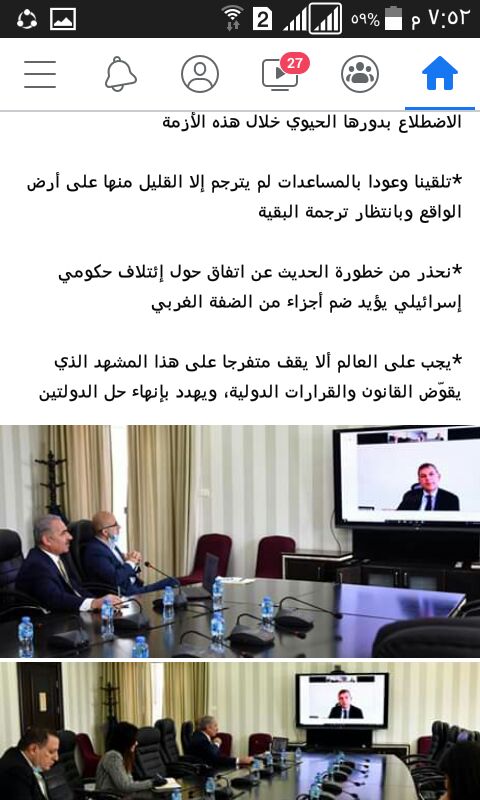 ٧:٥٢ م
٥٩%
2
27
الاضطلاع بدورها الحيوي خلال هذه الأزمة
*تلقينا وعودا بالمساعدات لم يترجم إلا القليل منها على أرض
الواقع وبانتظار ترجمة البقية
*نحذر من خطورة الحديث عن اتفاق حول إئتلاف حكومي
إسرائيلي يؤيد ضم أجزاء من الضفة الغربي
*يجب على العالم ألا يقف متفرجا على هذا المشهد الذي
يقوّض القانون والقرارات الدولية، ويهدد بإنهاء حل الدولتين